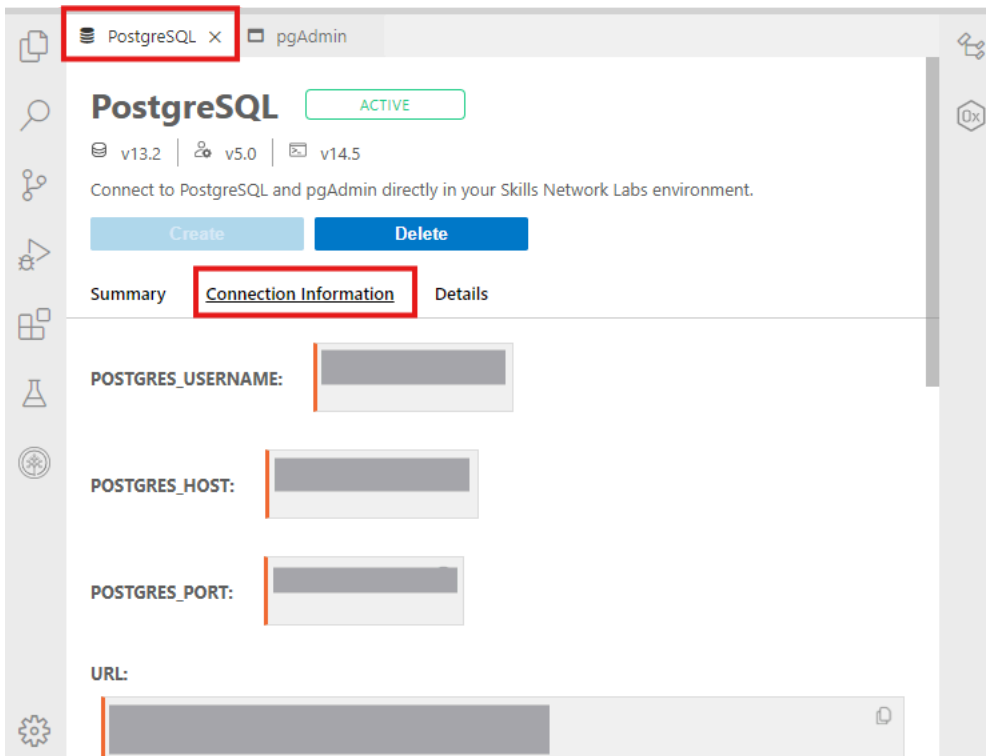 PostgreSQL pgAdmin
PostgreSQL ACTIVE
v13.2 v5.0 v14.5
Connect to PostgreSQL and pgAdmin directly in your Skills Network Labs environment.
Create Delete
Summary Connection Information Details
POSTGRES_USERNAME:
POSTGRES_HOST:
POSTGRES_PORT:
URL: